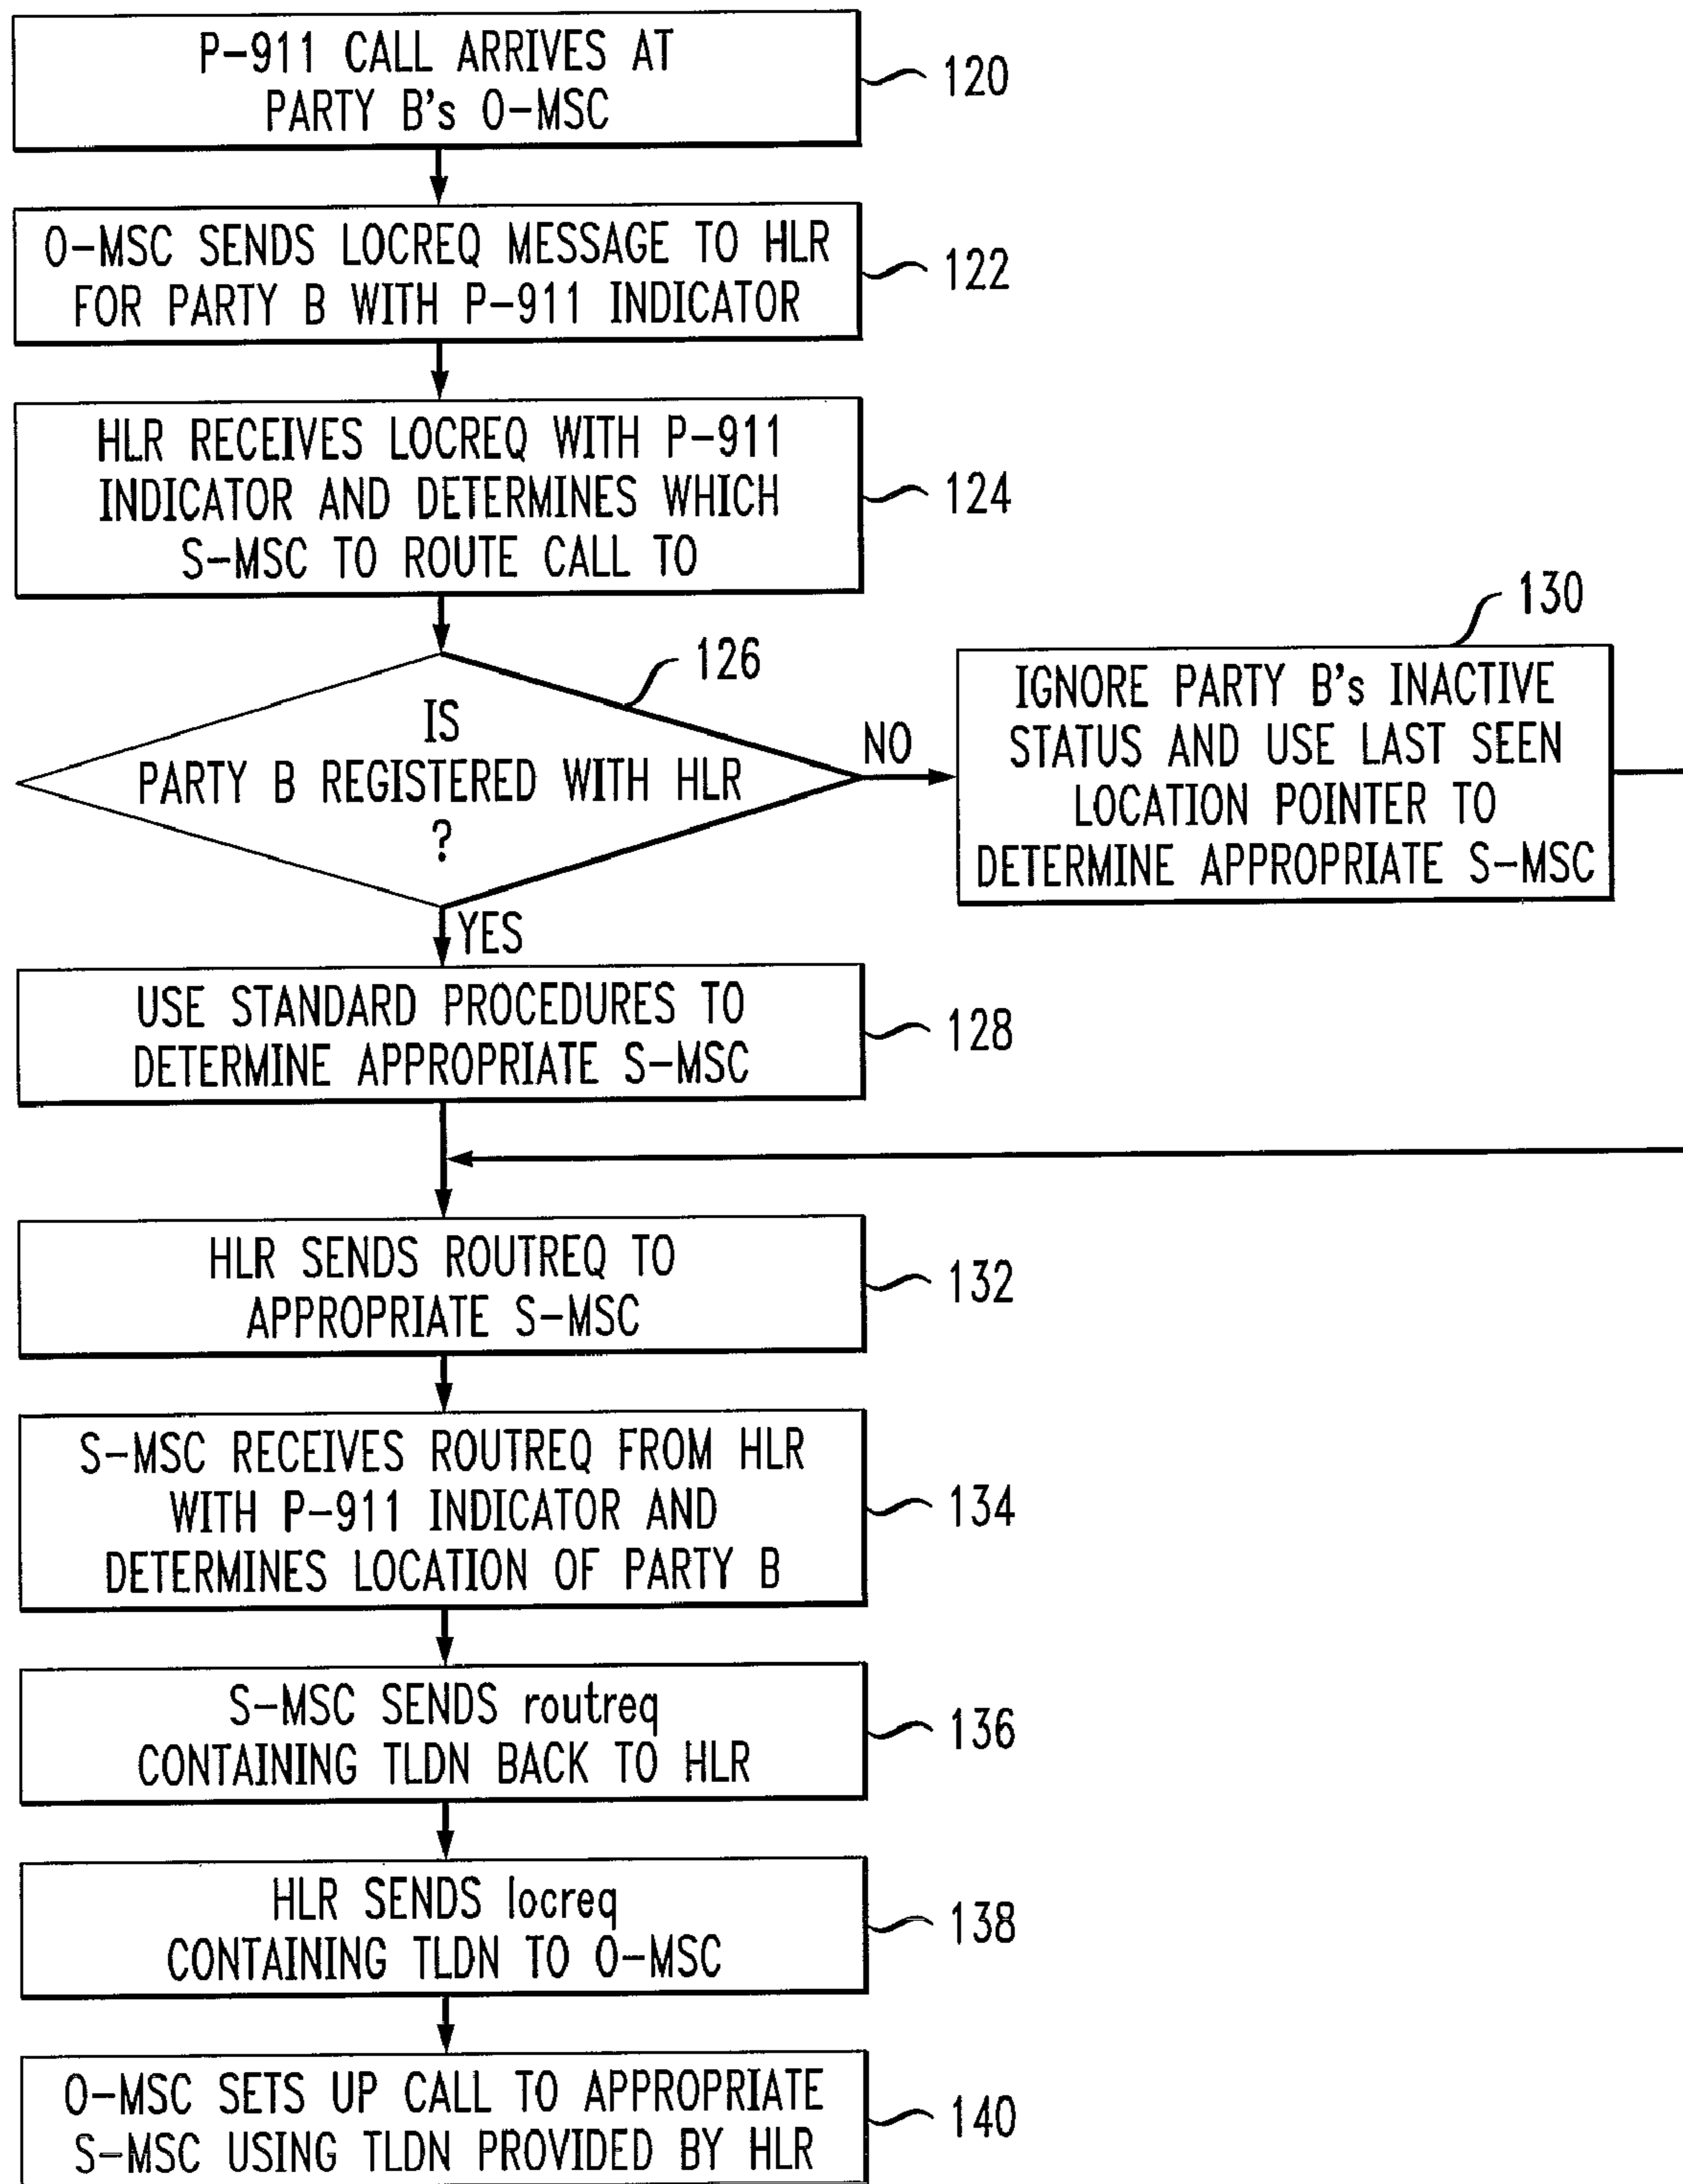 P-911 CALL ARRIVES AT
PARTY B's O-MSC
120
O-MSC SENDS LOCREQ MESSAGE TO HLR
FOR PARTY B WITH P-911 INDICATOR
122
HLR RECEIVES LOCREQ WITH P-911
INDICATOR AND DETERMINES WHICH
S-MSC TO ROUTE CALL TO
124
126
IS
PARTY B REGISTERED WITH HLR
?
NO
130
IGNORE PARTY B's INACTIVE
STATUS AND USE LAST SEEN
LOCATION POINTER TO
DETERMINE APPROPRIATE S-MSC
YES
USE STANDARD PROCEDURES TO
DETERMINE APPROPRIATE S-MSC
128
HLR SENDS ROUTREQ TO
APPROPRIATE S-MSC
132
S-MSC RECEIVES ROUTREQ FROM HLR
WITH P-911 INDICATOR AND
DETERMINES LOCATION OF PARTY B
134
S-MSC SENDS routreq
CONTAINING TLDN BACK TO HLR
136
HLR SENDS locreq
CONTAINING TLDN TO O-MSC
138
O-MSC SETS UP CALL TO APPROPRIATE
S-MSC USING TLDN PROVIDED BY HLR
140